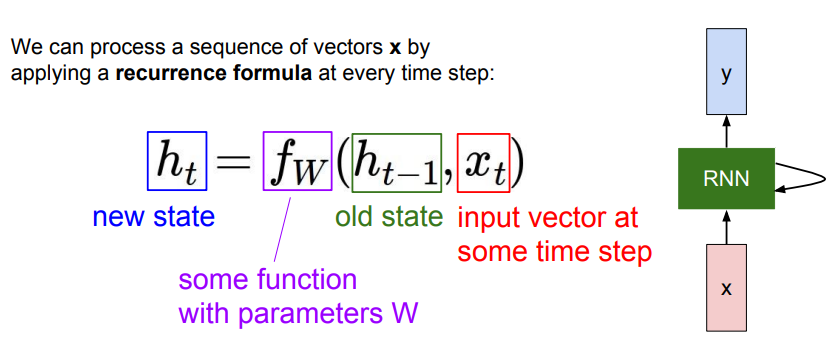 We can process a sequence of vectors x by
applying a recurrence formula at every time step:
h_t = f_W(h_{t-1}, x_t)
new state
old state
input vector at
some time step
some function
with parameters W
y
RNN
x